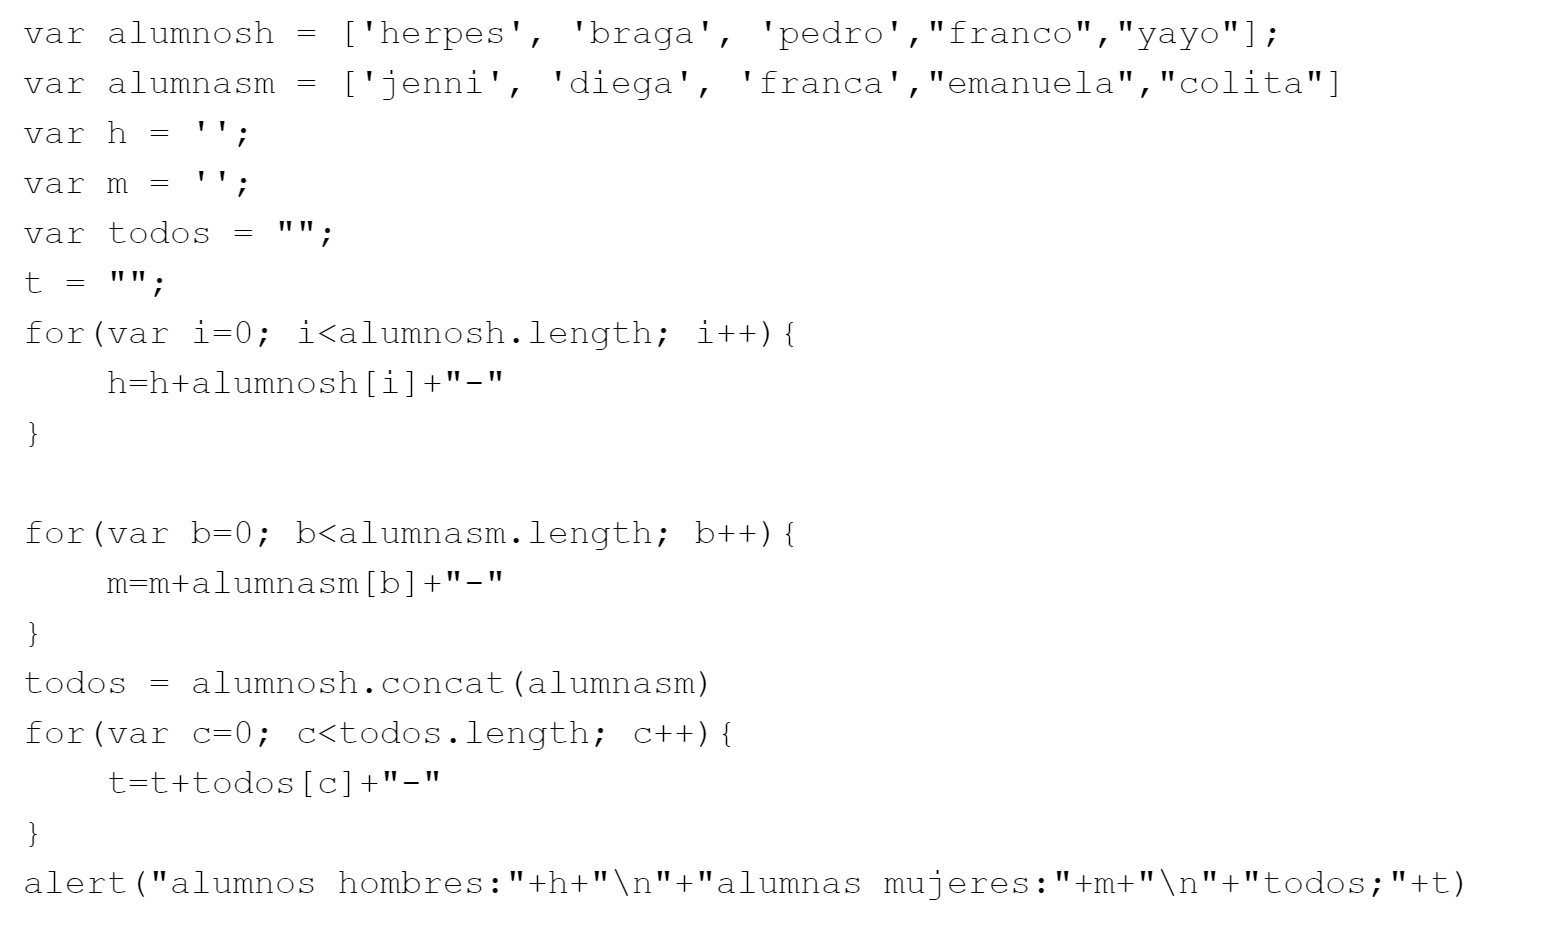 var alumnosh = ['herpes', 'braga', 'pedro',"franco","yayo"];
var alumnasm = ['jenni', 'diega', 'franca',"emanuela","colita"]
var h = '';
var m = '';
var todos = "";
t = "";
for(var i=0; i<alumnosh.length; i++){
    h=h+alumnosh[i]+"-"
}

for(var b=0; b<alumnasm.length; b++){
    m=m+alumnasm[b]+"-"
}
todos = alumnosh.concat(alumnasm)
for(var c=0; c<todos.length; c++){
    t=t+todos[c]+"-"
}
alert("alumnos hombres:"+h+"\n"+"alumnas mujeres:"+m+"\n"+"todos;"+t)